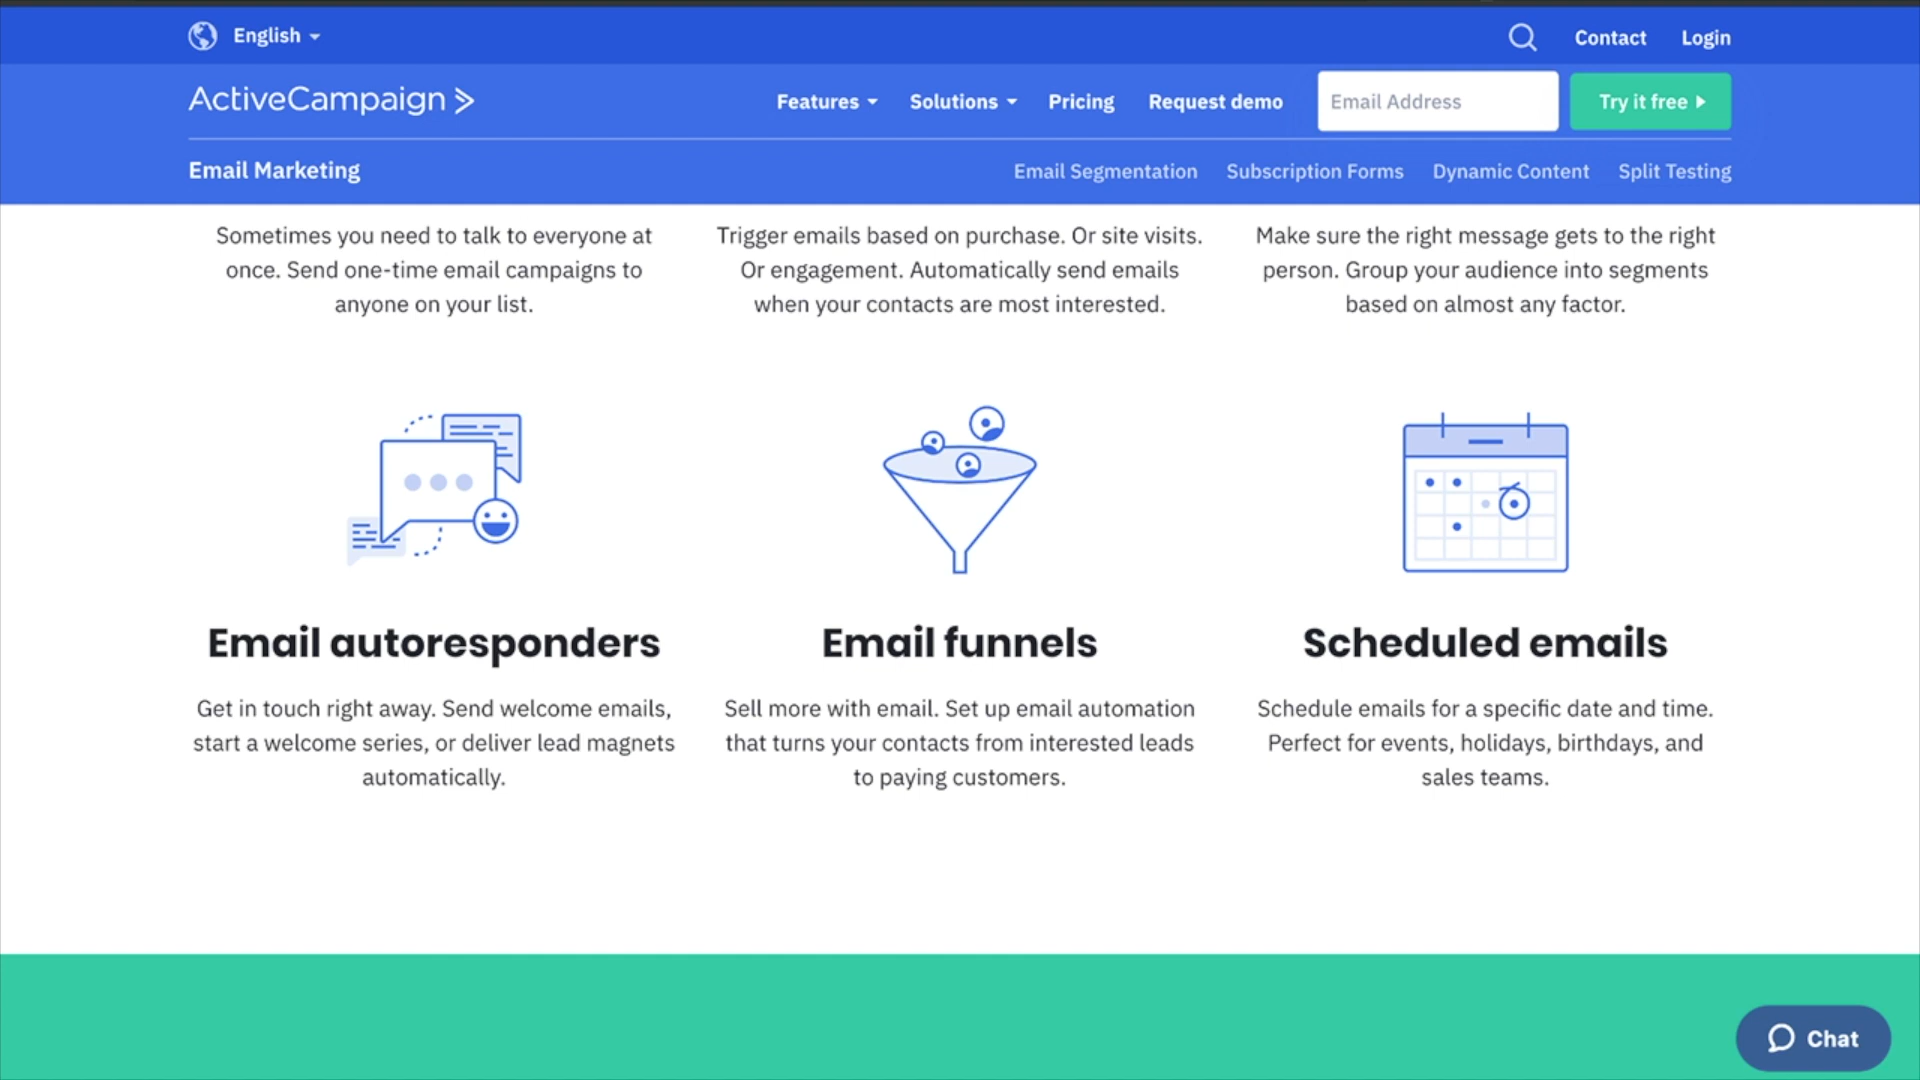 English
Contact
Login
ActiveCampaign
Features
Solutions
Pricing
Request demo
Email Address
Try it free
Email Marketing
Email Segmentation
Subscription Forms
Dynamic Content
Split Testing
Sometimes you need to talk to everyone at
once. Send one-time email campaigns to
anyone on your list.
Trigger emails based on purchase. Or site visits.
Or engagement. Automatically send emails
when your contacts are most interested.
Make sure the right message gets to the right
person. Group your audience into segments
based on almost any factor.
Email autoresponders
Get in touch right away. Send welcome emails,
start a welcome series, or deliver lead magnets
automatically.
Email funnels
Sell more with email. Set up email automation
that turns your contacts from interested leads
to paying customers.
Scheduled emails
Schedule emails for a specific date and time.
Perfect for events, holidays, birthdays, and
sales teams.
Chat